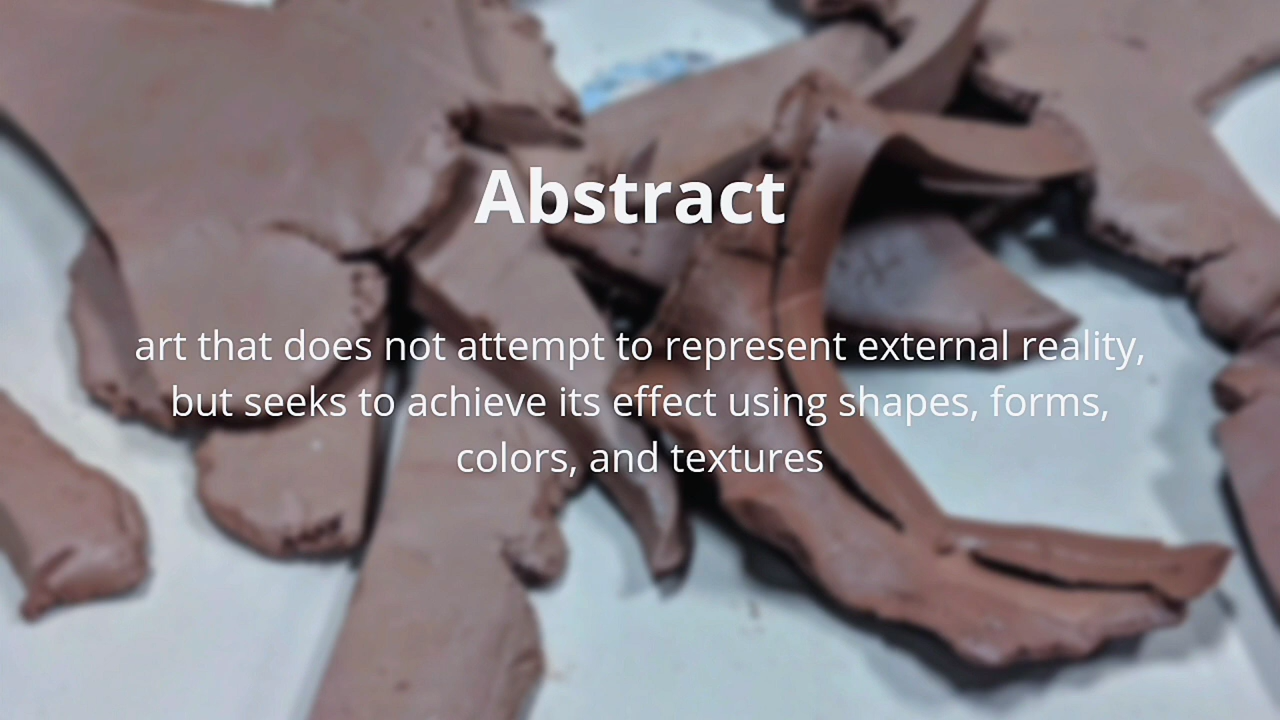 Abstract
art that does not attempt to represent external reality,
but seeks to achieve its effect using shapes, forms,
colors, and textures